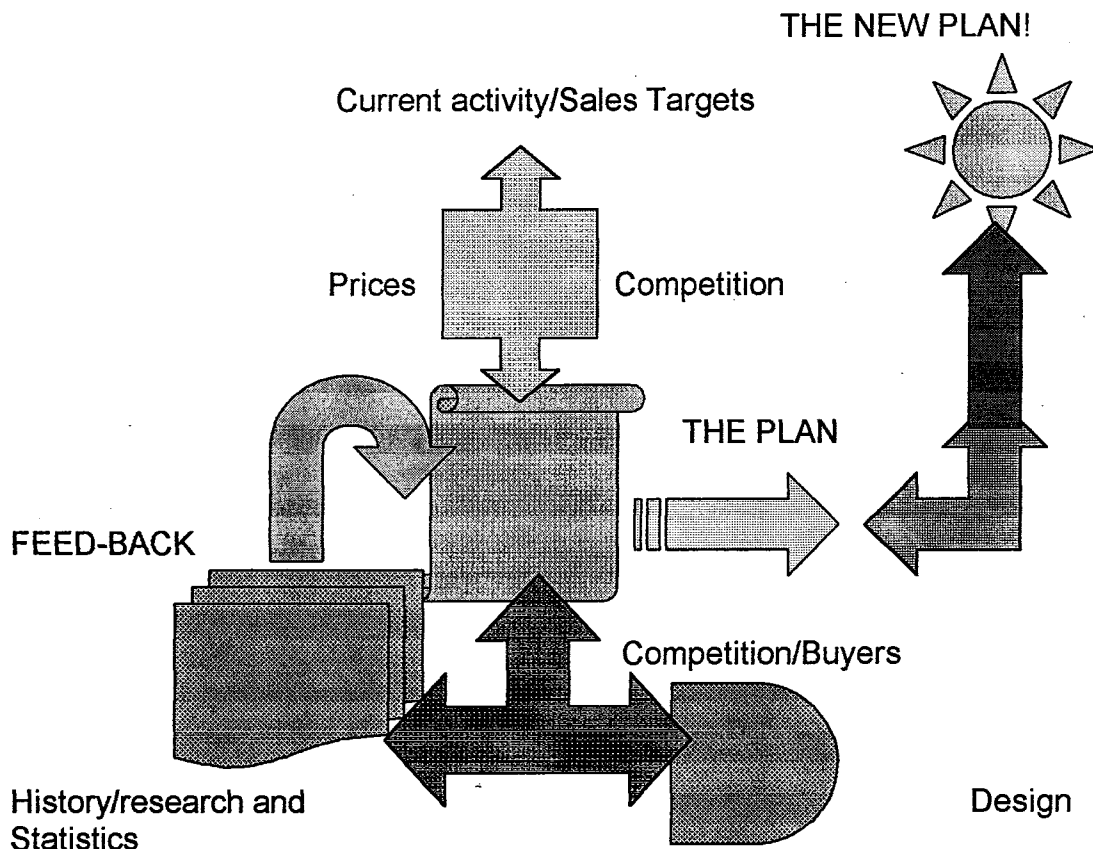 THE NEW PLAN!
Current activity/Sales Targets
Prices
Competition
THE PLAN
FEED-BACK
Competition/Buyers
History/research and
Statistics
Design